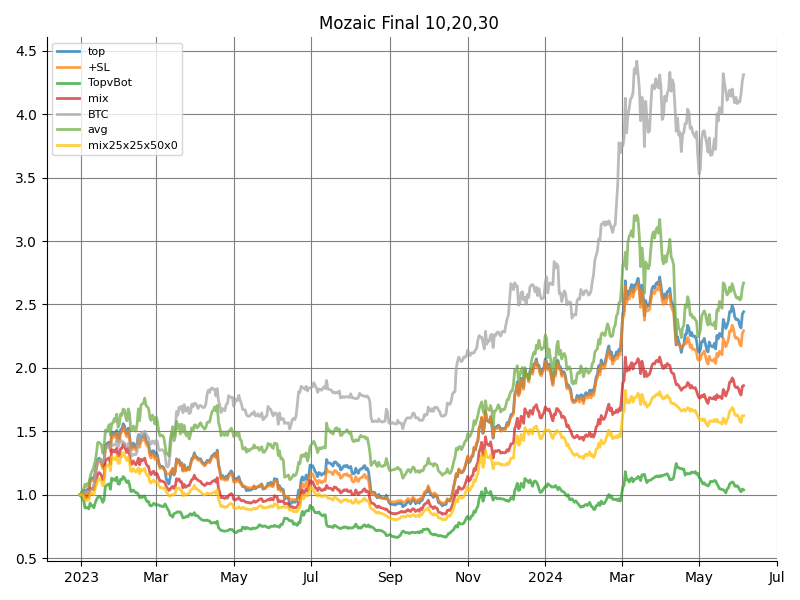 Mozaic Final 10,20,30
top
+SL
TopvBot
mix
BTC
avg
mix25x25x50x0
4.5
4.0
3.5
3.0
2.5
2.0
1.5
1.0
0.5
2023 Mar May Jul Sep Nov 2024 Mar May Jul